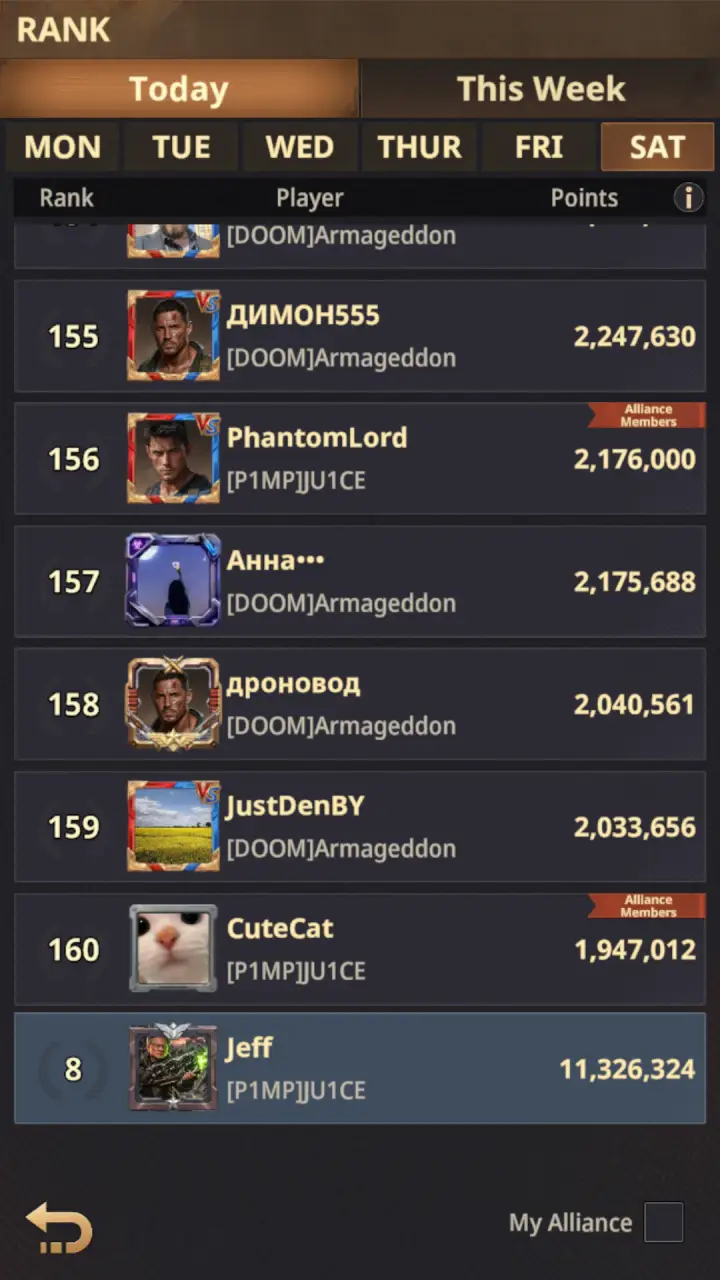 RANK
Today
This Week
MON
TUE
WED
THUR
FRI
SAT
Rank
Player
Points
[DOOM]Armageddon
155
ДИМОН555
[DOOM]Armageddon
2,247,630
156
PhantomLord
[P1MP]JU1CE
Alliance
Members
2,176,000
157
Анна•••
[DOOM]Armageddon
2,175,688
158
дроновод
[DOOM]Armageddon
2,040,561
159
JustDenBY
[DOOM]Armageddon
2,033,656
160
CuteCat
[P1MP]JU1CE
Alliance
Members
1,947,012
8
Jeff
[P1MP]JU1CE
11,326,324
My Alliance